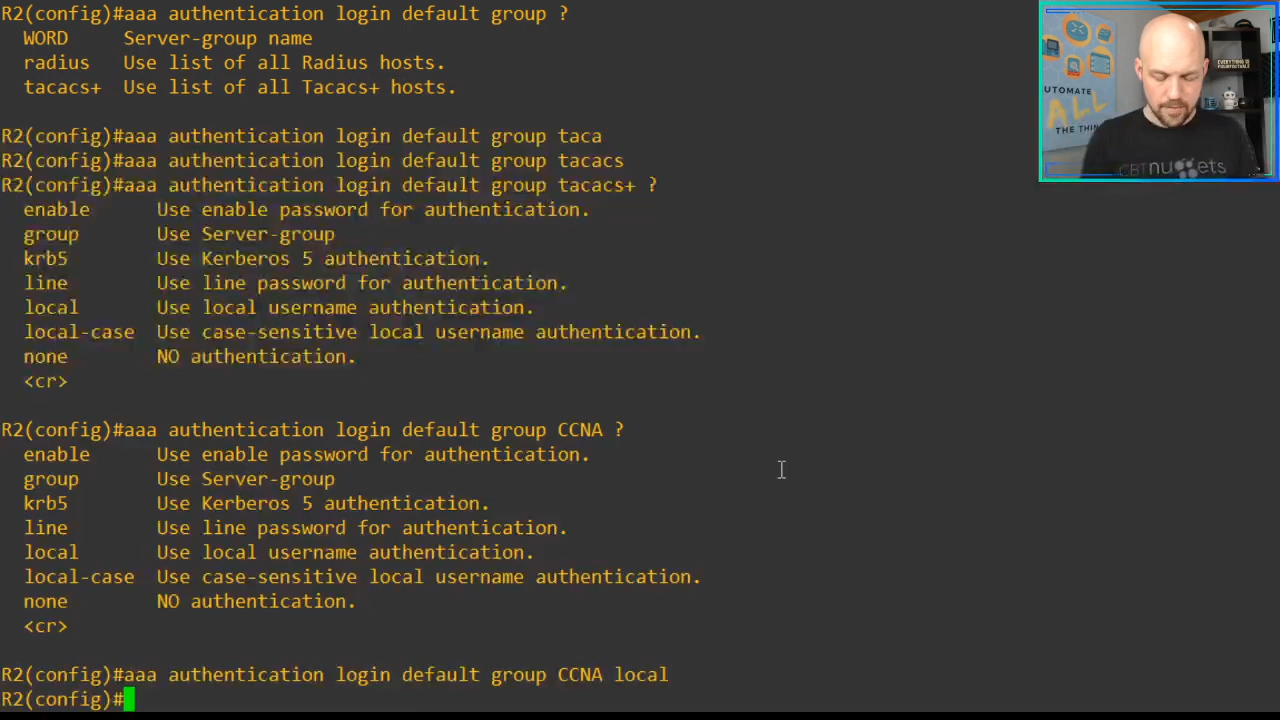 R2(config)#aaa authentication login default group ?
WORD Server-group name
radius Use list of all Radius hosts.
tacacs+ Use list of all Tacacs+ hosts.
R2(config)#aaa authentication login default group taca
R2(config)#aaa authentication login default group tacacs
R2(config)#aaa authentication login default group tacacs+ ?
enable Use enable password for authentication.
group Use Server-group
krb5 Use Kerberos 5 authentication.
line Use line password for authentication.
local Use local username authentication.
local-case Use case-sensitive local username authentication.
none NO authentication.
<cr>
R2(config)#aaa authentication login default group CCNA ?
enable Use enable password for authentication.
group Use Server-group
krb5 Use Kerberos 5 authentication.
line Use line password for authentication.
local Use local username authentication.
local-case Use case-sensitive local username authentication.
none NO authentication.
<cr>
R2(config)#aaa authentication login default group CCNA local
R2(config)#
UTOMATE
ALL
THE THIN
EVERYTHING IS
CBTnuggets